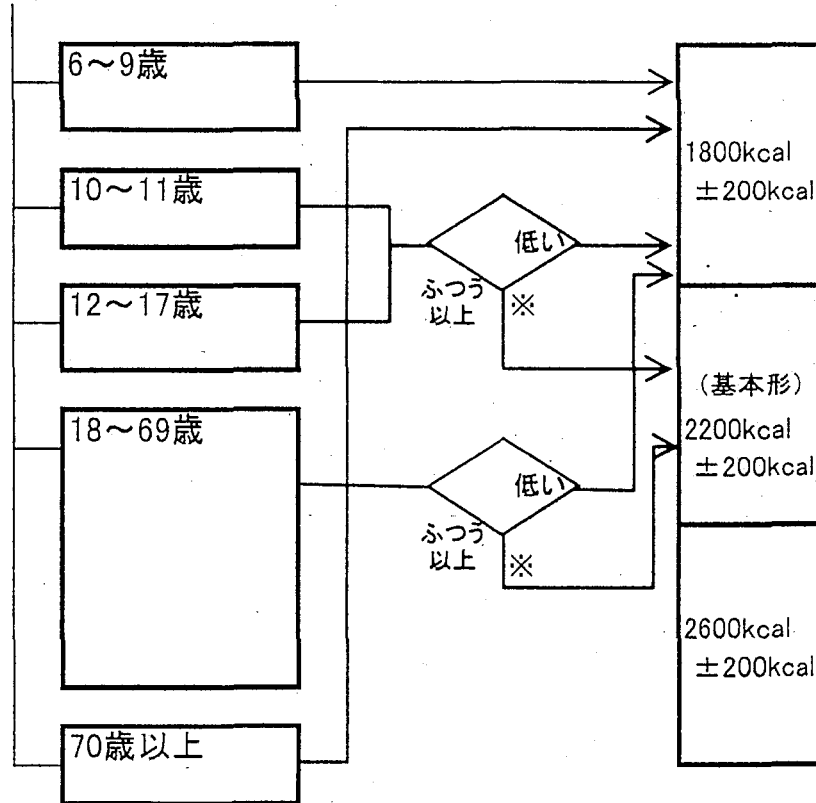 6～9歳
10～11歳
12～17歳
18～69歳
70歳以上
低い
ふつう
以上
※
低い
ふつう
以上
※
1800kcal
±200kcal
(基本形)
2200kcal
±200kcal
2600kcal
±200kcal